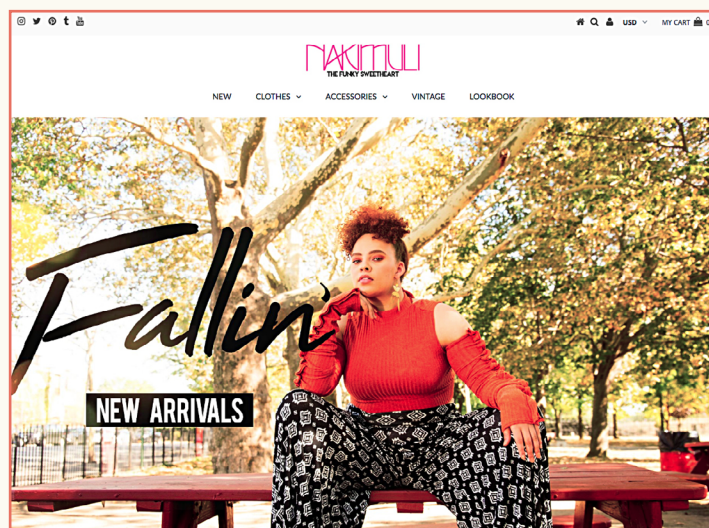 USD
MY CART
NAKIMULI
THE FUNKY SWEETHEART
NEW
CLOTHES
ACCESSORIES
VINTAGE
LOOKBOOK
Fallin'
NEW ARRIVALS